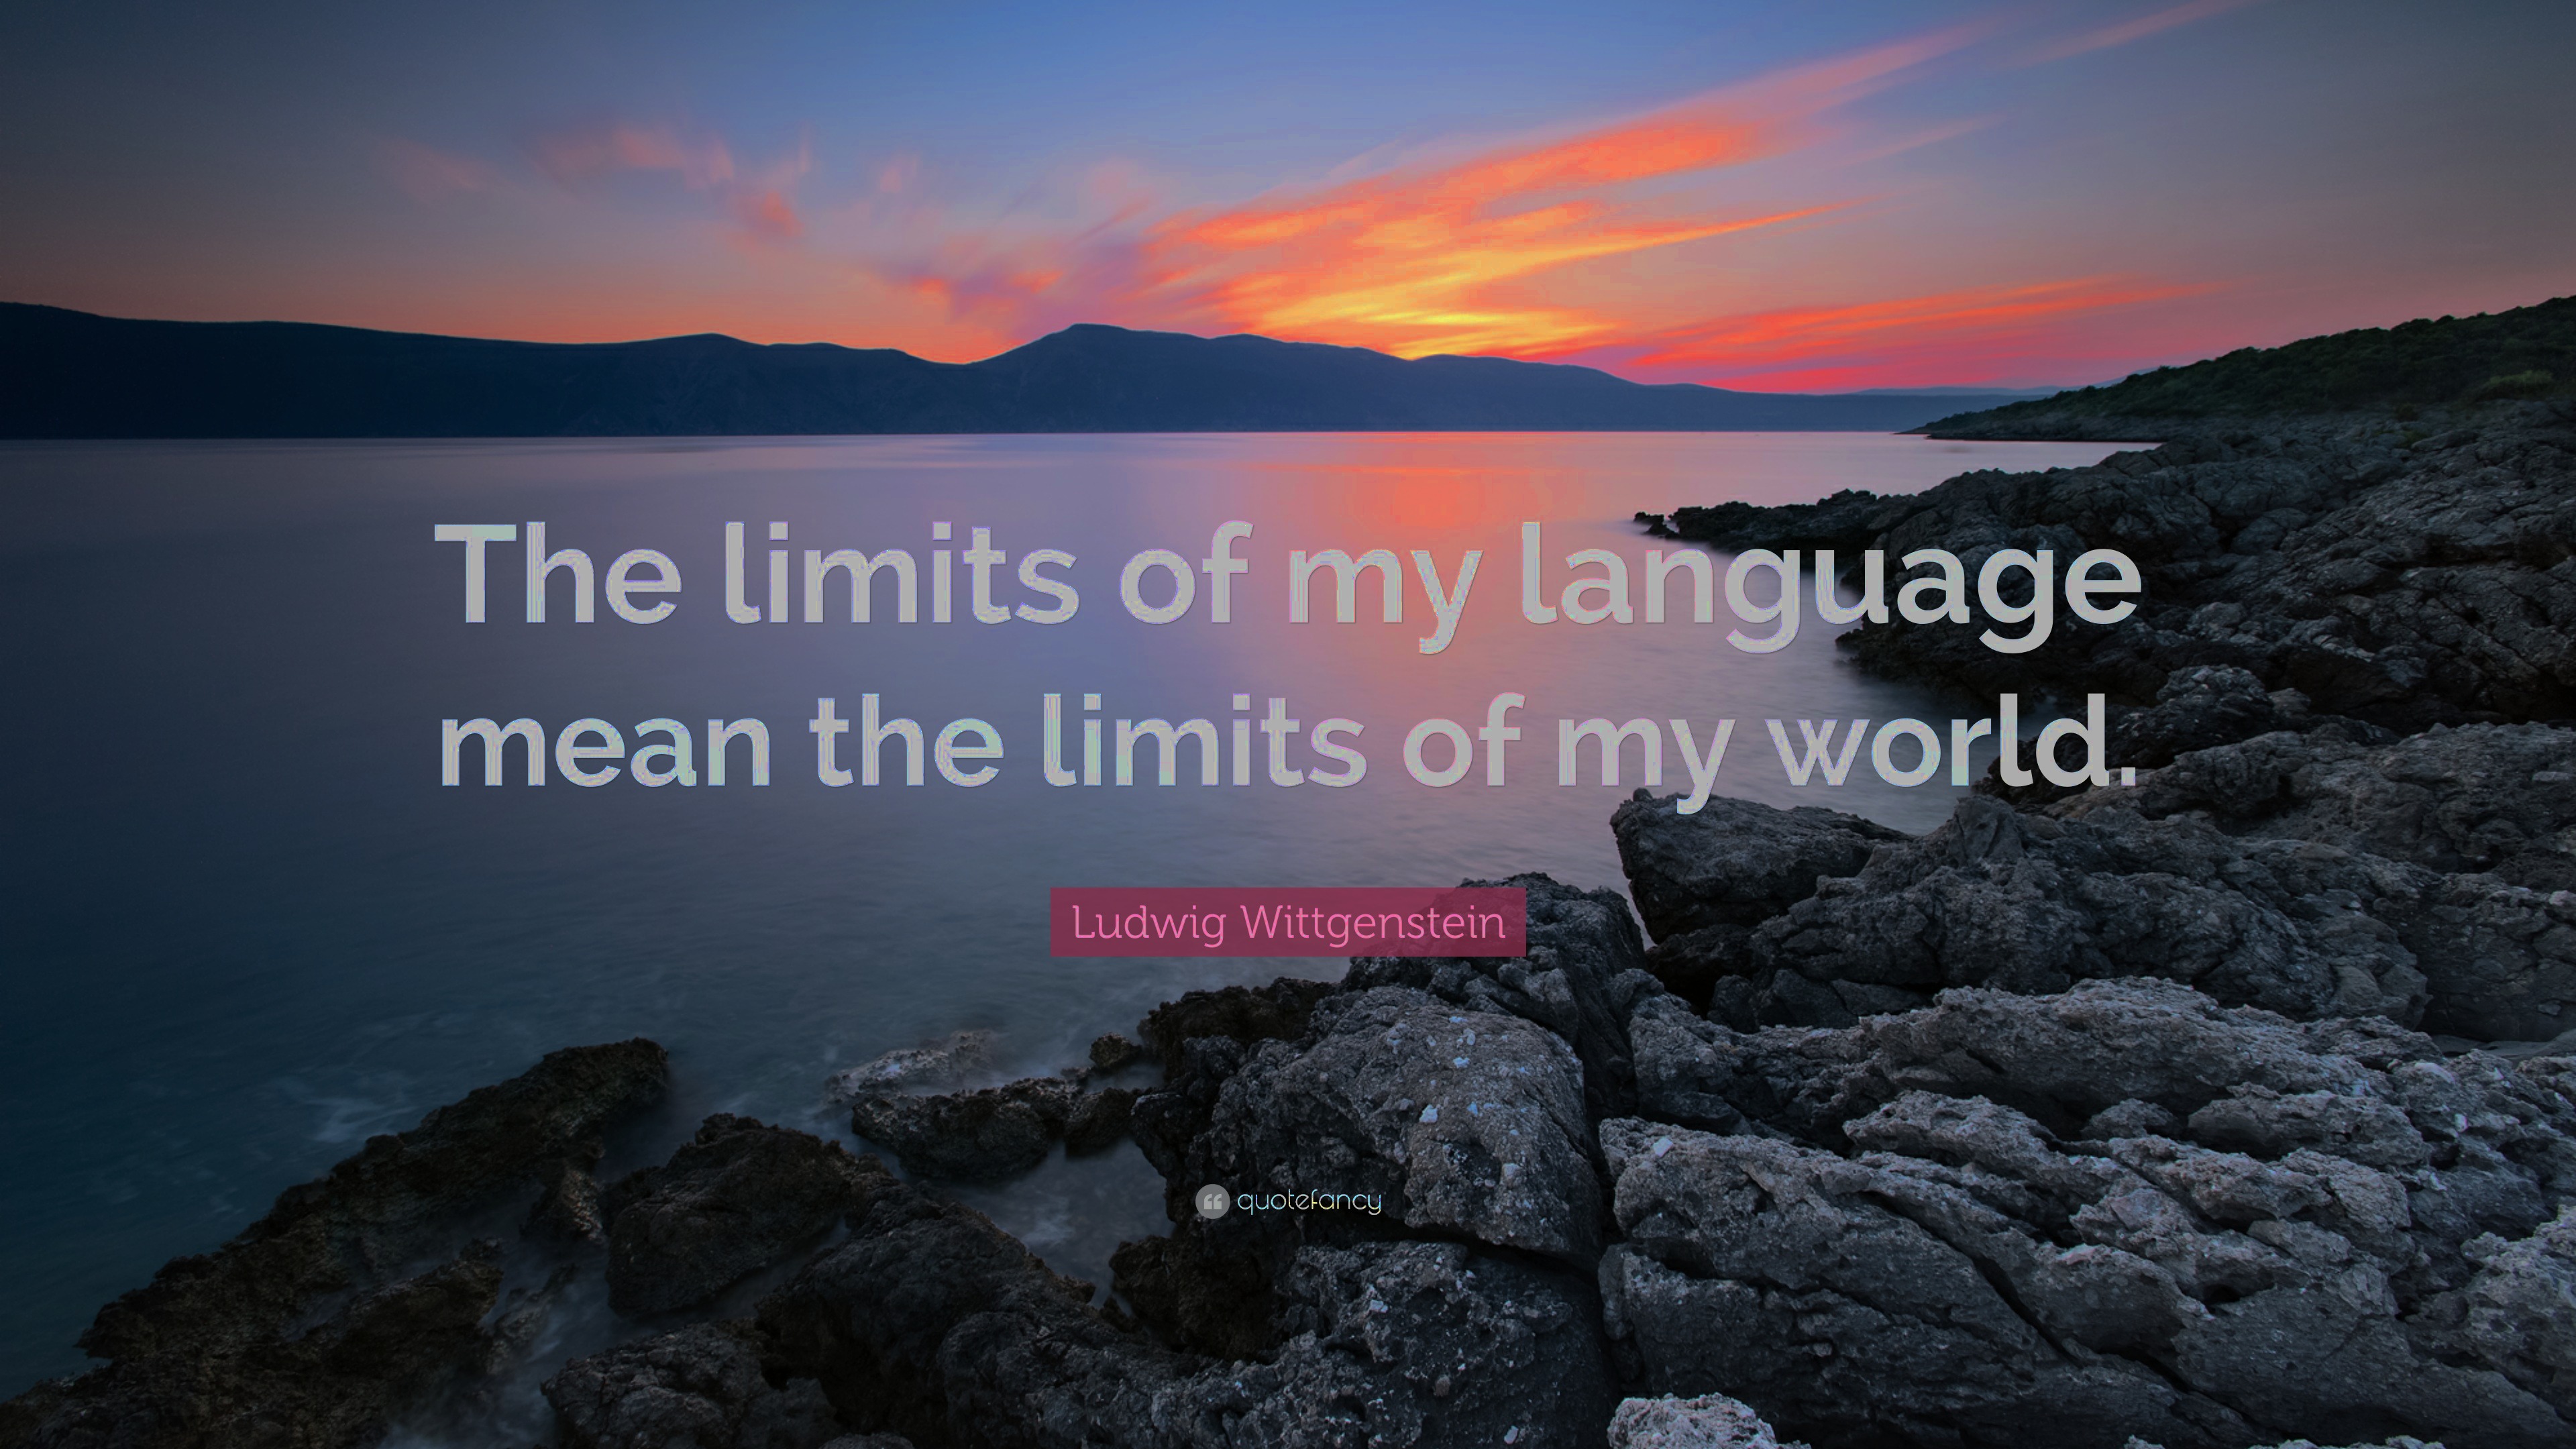 The limits of my language
mean the limits of my world.
Ludwig Wittgenstein
quotefancy